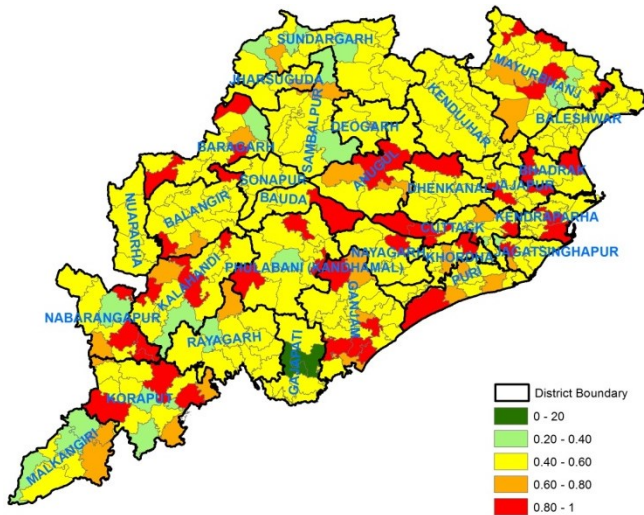 SUNDARGARH
JHARSUGUDA
MAYURBHANJ
SAMBALPUR
DEOGARH
KENDUJHAR
BALESHWAR
BARAGARH
ANUGUL
BHADRAK
SONAPUR
DHENKANAL
JAJAPUR
NUAPARHA
BALANGIR
BAUDA
CUTTACK
KENDRAPARHA
NAYAGARH
KHORDHA
JAGATSINGHAPUR
KALAHANDI
PHULABANI (KANDHAMAL)
PURI
NABARANGAPUR
RAYAGARH
GAJAPATI
GANJAM
KORAPUT
MALKANGIRI
District Boundary
0 - 20
0.20 - 0.40
0.40 - 0.60
0.60 - 0.80
0.80 - 1